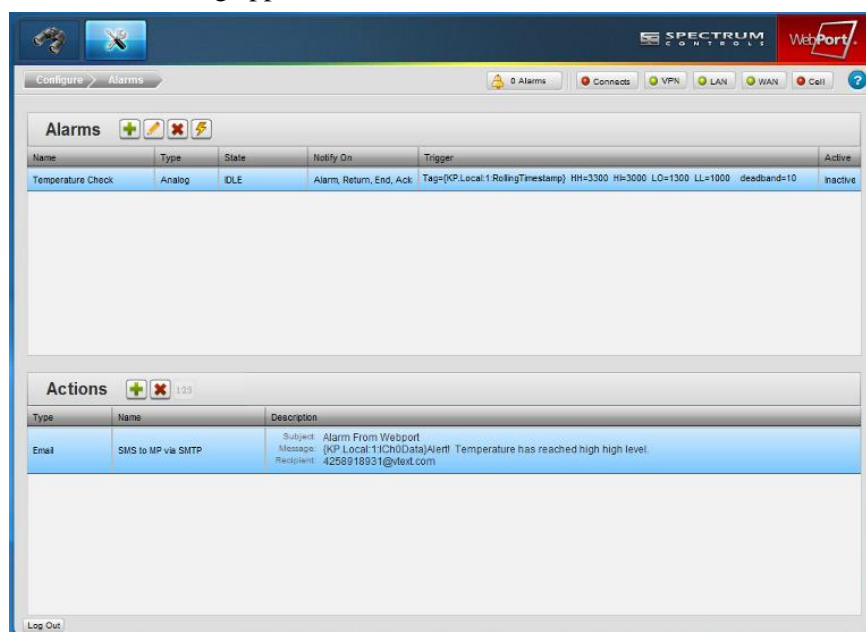 SPECTRUM CONTROLS
WebPort
Configure Alarms
0 Alarms Connects VPN LAN WAN Cell ?
Alarms
Name Type State Notify On Trigger Active
Temperature Check Analog IDLE Alarm, Return, End, Ack Tag={KP.Local:1:RollingTimestamp} HH=3300 HI=3000 LO=1300 LL=1000 deadband=10 Inactive
Actions 123
Type Name Description
Email SMS to MP via SMTP Subject: Alarm From Webport
Message: {KP.Local:1:ICh0Data}Alert! Temperature has reached high high level.
Recipient: 4258918931@vtext.com
Log Out